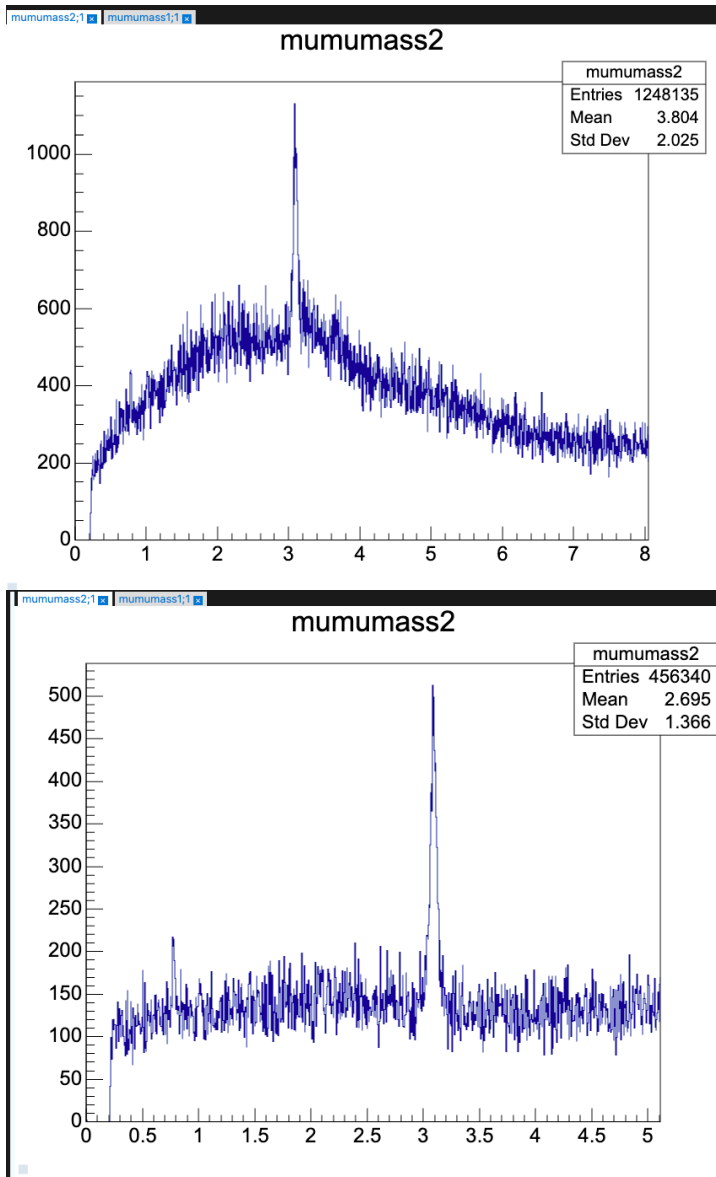 mumumass2;1 x mumumass1;1 x
mumumass2
mumumass2
Entries 1248135
Mean 3.804
Std Dev 2.025
1000
800
600
400
200
0
0 1 2 3 4 5 6 7 8
mumumass2;1 x mumumass1;1 x
mumumass2
mumumass2
Entries 456340
Mean 2.695
Std Dev 1.366
500
450
400
350
300
250
200
150
100
50
0
0 0.5 1 1.5 2 2.5 3 3.5 4 4.5 5